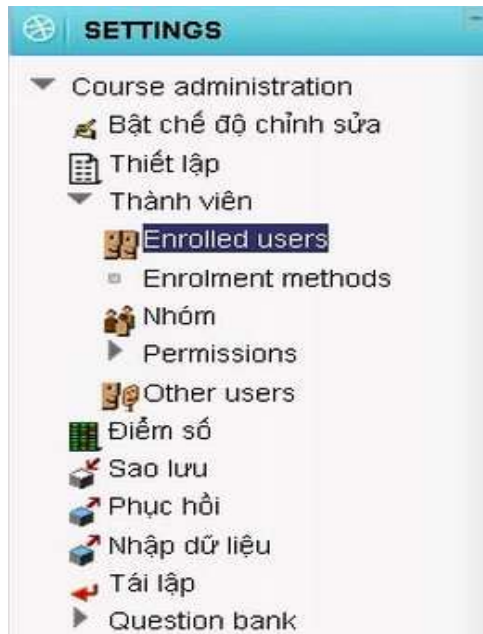 SETTINGS
Course administration
Bật chế độ chỉnh sửa
Thiết lập
Thành viên
Enrolled users
Enrolment methods
Nhóm
Permissions
Other users
Điểm số
Sao lưu
Phục hồi
Nhập dữ liệu
Tái lập
Question bank